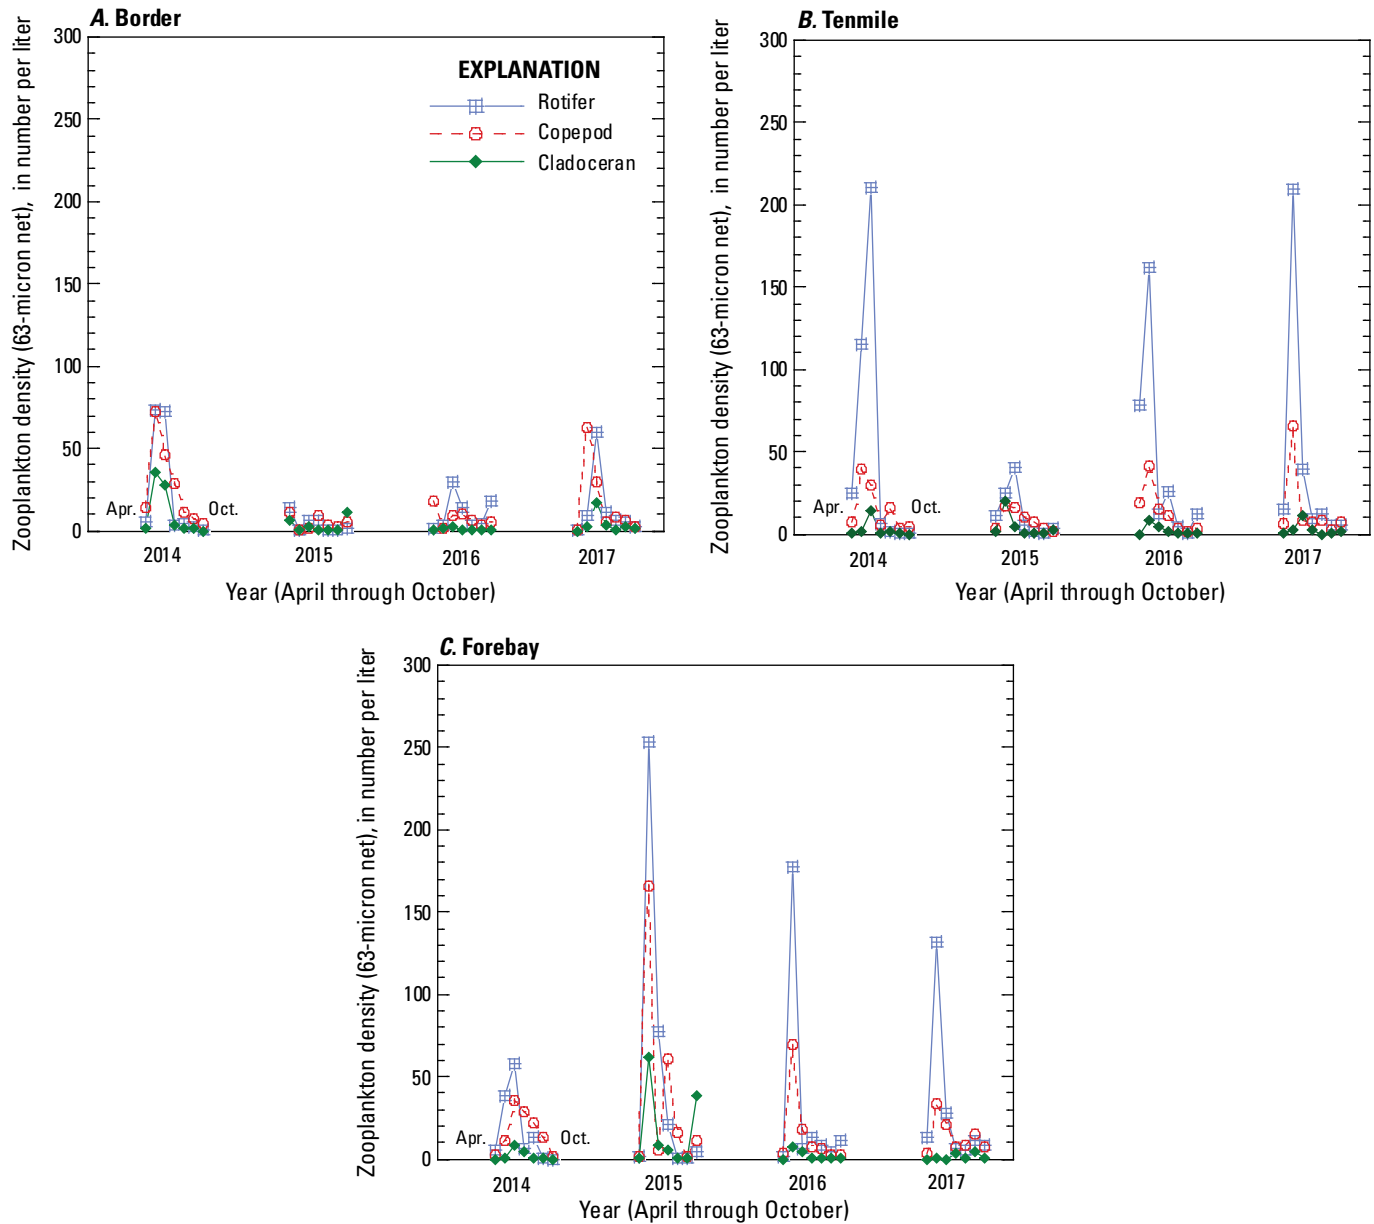 A. Border
Zooplankton density (63-micron net), in number per liter
300
250
200
150
100
50
0
EXPLANATION
Rotifer
Copepod
Cladoceran
Apr.
Oct.
2014
2015
2016
2017
Year (April through October)
B. Tenmile
Zooplankton density (63-micron net), in number per liter
300
250
200
150
100
50
0
Apr.
Oct.
2014
2015
2016
2017
Year (April through October)
C. Forebay
Zooplankton density (63-micron net), in number per liter
300
250
200
150
100
50
0
Apr.
Oct.
2014
2015
2016
2017
Year (April through October)